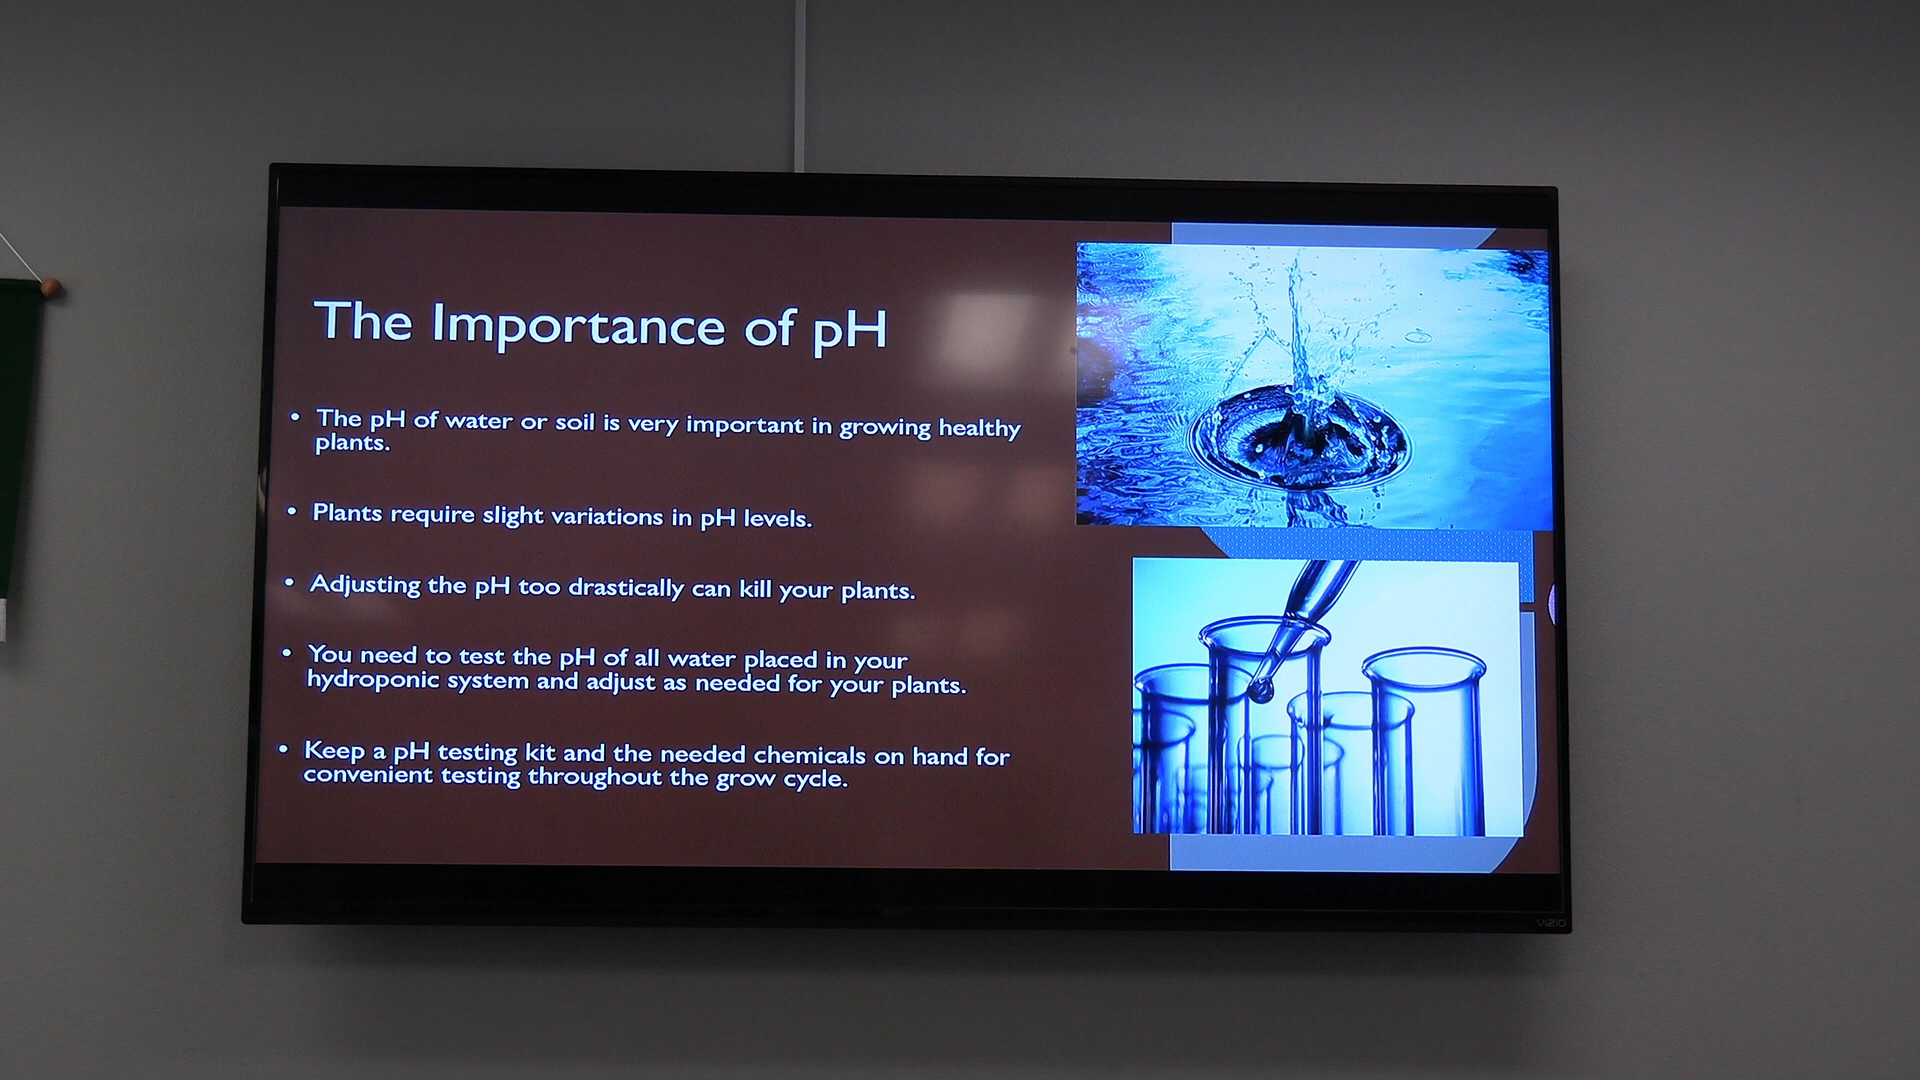 The Importance of pH
• The pH of water or soil is very important in growing healthy
plants.
• Plants require slight variations in pH levels.
• Adjusting the pH too drastically can kill your plants.
• You need to test the pH of all water placed in your
hydroponic system and adjust as needed for your plants.
• Keep a pH testing kit and the needed chemicals on hand for
convenient testing throughout the grow cycle.
VIZIO